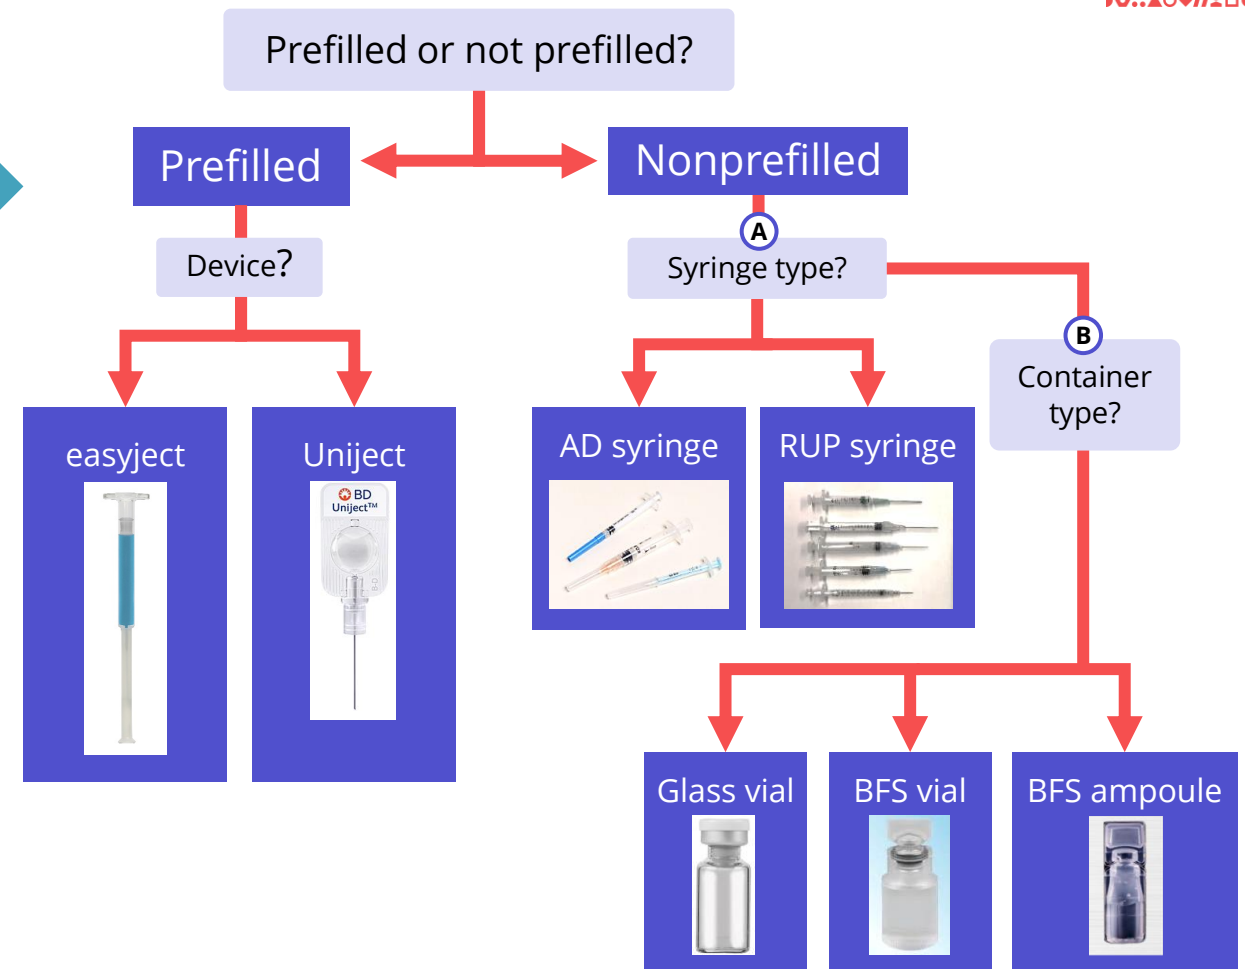 Prefilled or not prefilled?
Prefilled
Nonprefilled
A
Device?
Syringe type?
B
Container
type?
easyject
Uniject
AD syringe
RUP syringe
BD
Uniject™
Glass vial
BFS vial
BFS ampoule